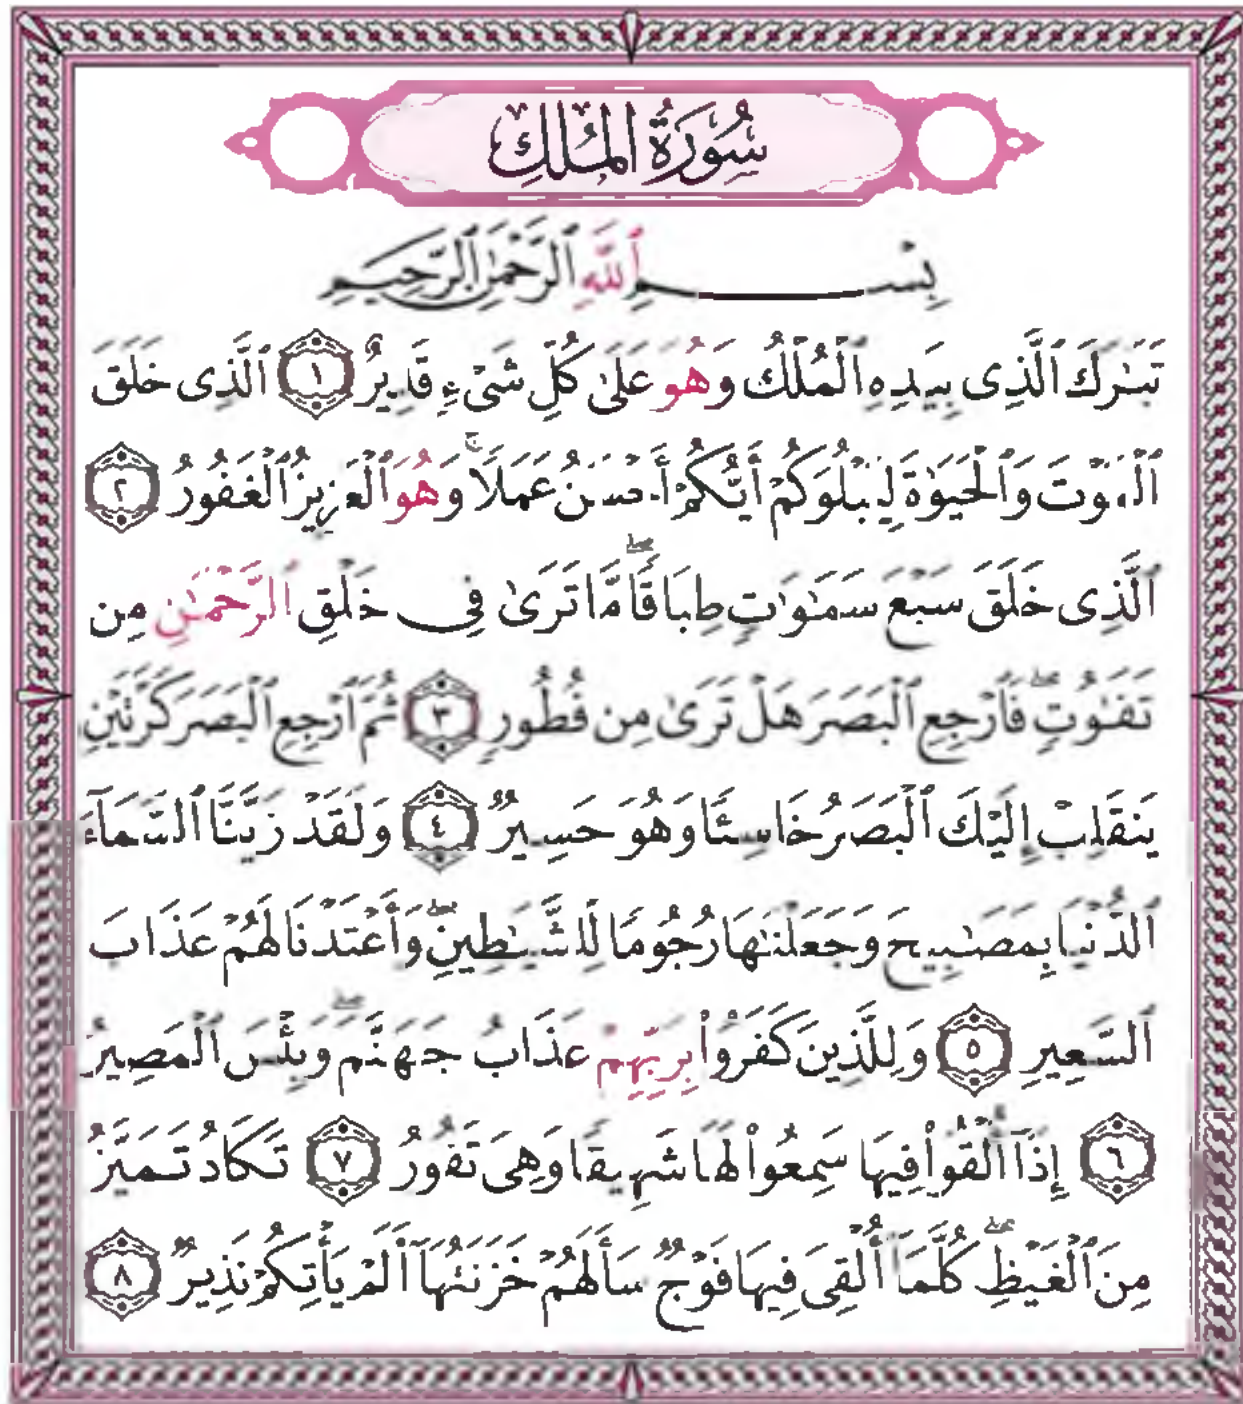 سُورَةُ الْمُلْكِ
بِسْمِ ٱللَّهِ ٱلرَّحْمَٰنِ ٱلرَّحِيمِ
تَبَٰرَكَ ٱلَّذِى بِيَدِهِ ٱلْمُلْكُ وَهُوَ عَلَىٰ كُلِّ شَىْءٍ قَدِيرٌ ١ ٱلَّذِى خَلَقَ
ٱلْمَوْتَ وَٱلْحَيَوٰةَ لِيَبْلُوَكُمْ أَيُّكُمْ أَحْسَنُ عَمَلًا ۚ وَهُوَ ٱلْعَزِيزُ ٱلْغَفُورُ ٢
ٱلَّذِى خَلَقَ سَبْعَ سَمَٰوَٰتٍ طِبَاقًا ۖ مَّا تَرَىٰ فِى خَلْقِ ٱلرَّحْمَٰنِ مِن
تَفَٰوُتٍ ۖ فَٱرْجِعِ ٱلْبَصَرَ هَلْ تَرَىٰ مِن فُطُورٍ ٣ ثُمَّ ٱرْجِعِ ٱلْبَصَرَ كَرَّتَيْنِ
يَنقَلِبْ إِلَيْكَ ٱلْبَصَرُ خَاسِئًا وَهُوَ حَسِيرٌ ٤ وَلَقَدْ زَيَّنَّا ٱلسَّمَآءَ
ٱلدُّنْيَا بِمَصَٰبِيحَ وَجَعَلْنَٰهَا رُجُومًا لِّلشَّيَٰطِينِ ۖ وَأَعْتَدْنَا لَهُمْ عَذَابَ
ٱلسَّعِيرِ ٥ وَلِلَّذِينَ كَفَرُوا۟ بِرَبِّهِمْ عَذَابُ جَهَنَّمَ ۖ وَبِئْسَ ٱلْمَصِيرُ
٦ إِذَآ أُلْقُوا۟ فِيهَا سَمِعُوا۟ لَهَا شَهِيقًا وَهِىَ تَفُورُ ٧ تَكَادُ تَمَيَّزُ
مِنَ ٱلْغَيْظِ ۖ كُلَّمَآ أُلْقِىَ فِيهَا فَوْجٌ سَأَلَهُمْ خَزَنَتُهَآ أَلَمْ يَأْتِكُمْ نَذِيرٌ ٨